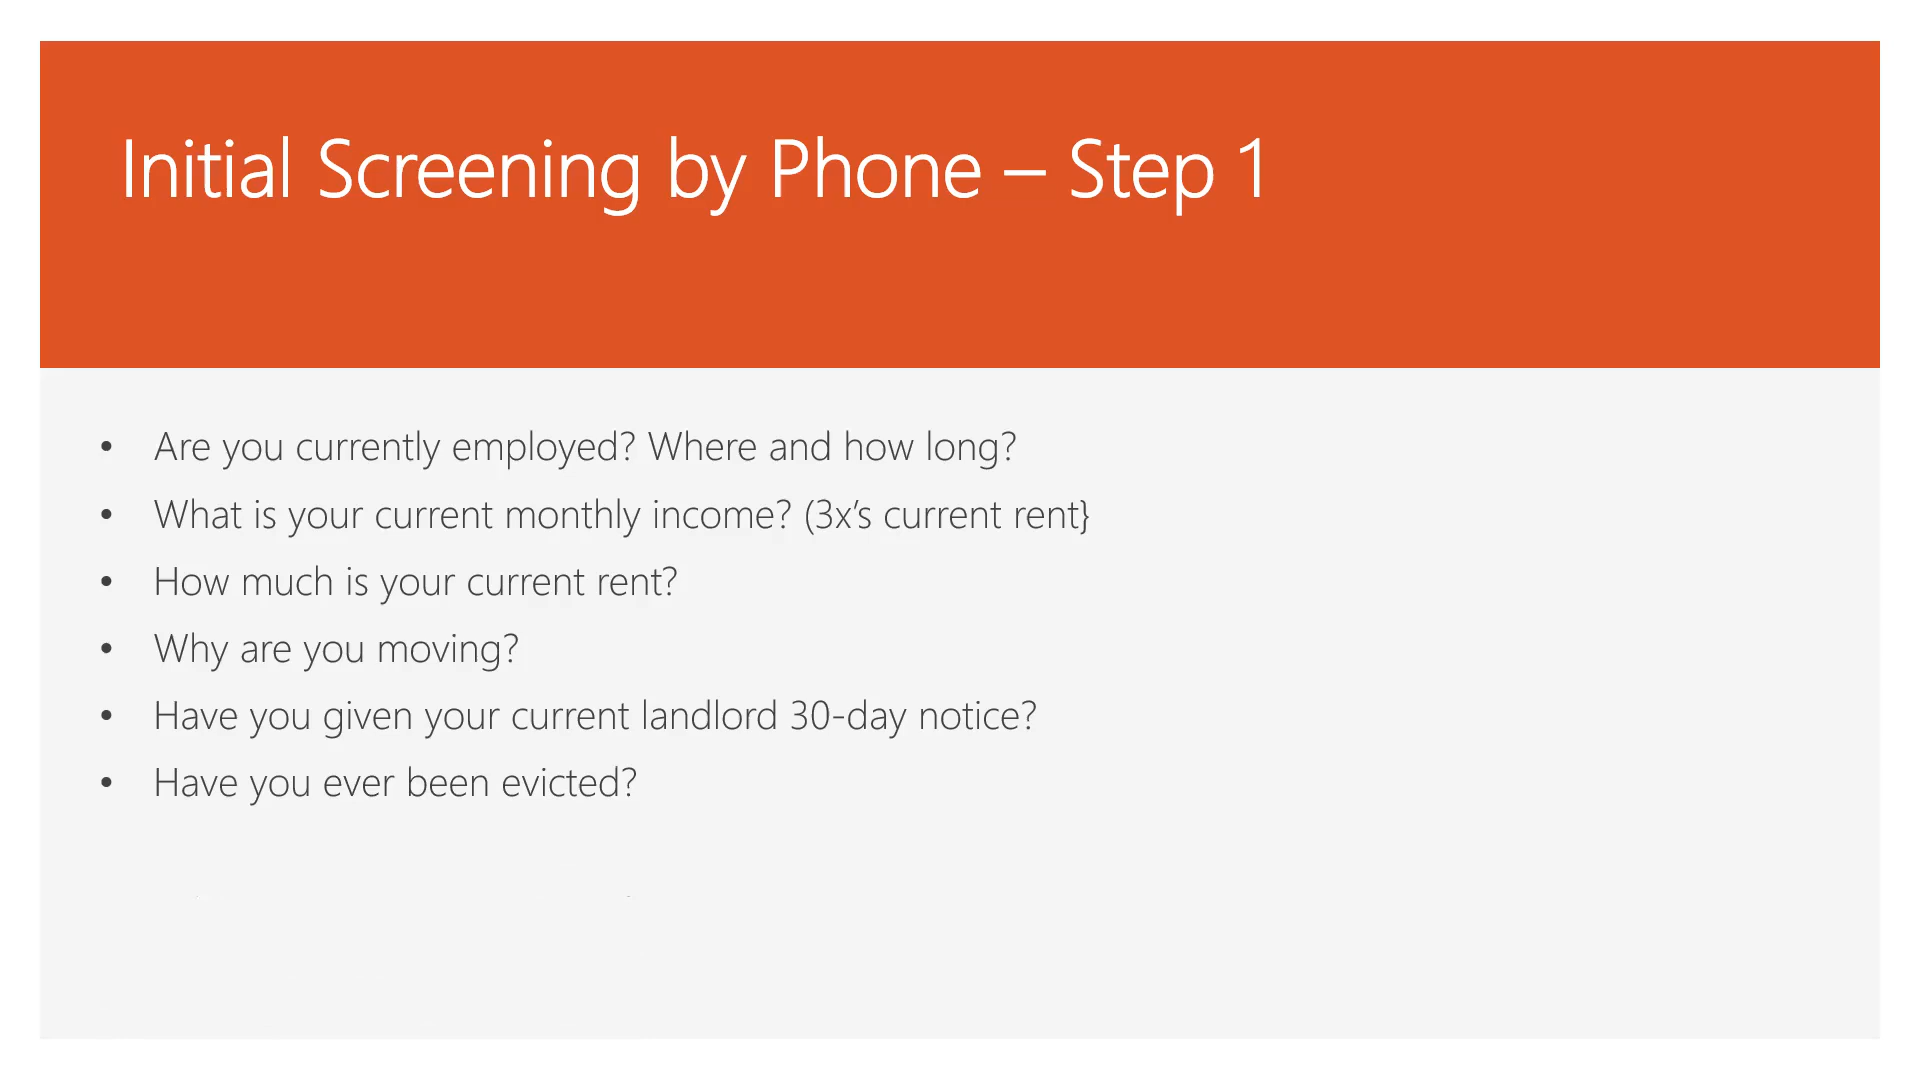 Initial Screening by Phone – Step 1
• Are you currently employed? Where and how long?
• What is your current monthly income? (3x’s current rent}
• How much is your current rent?
• Why are you moving?
• Have you given your current landlord 30-day notice?
• Have you ever been evicted?